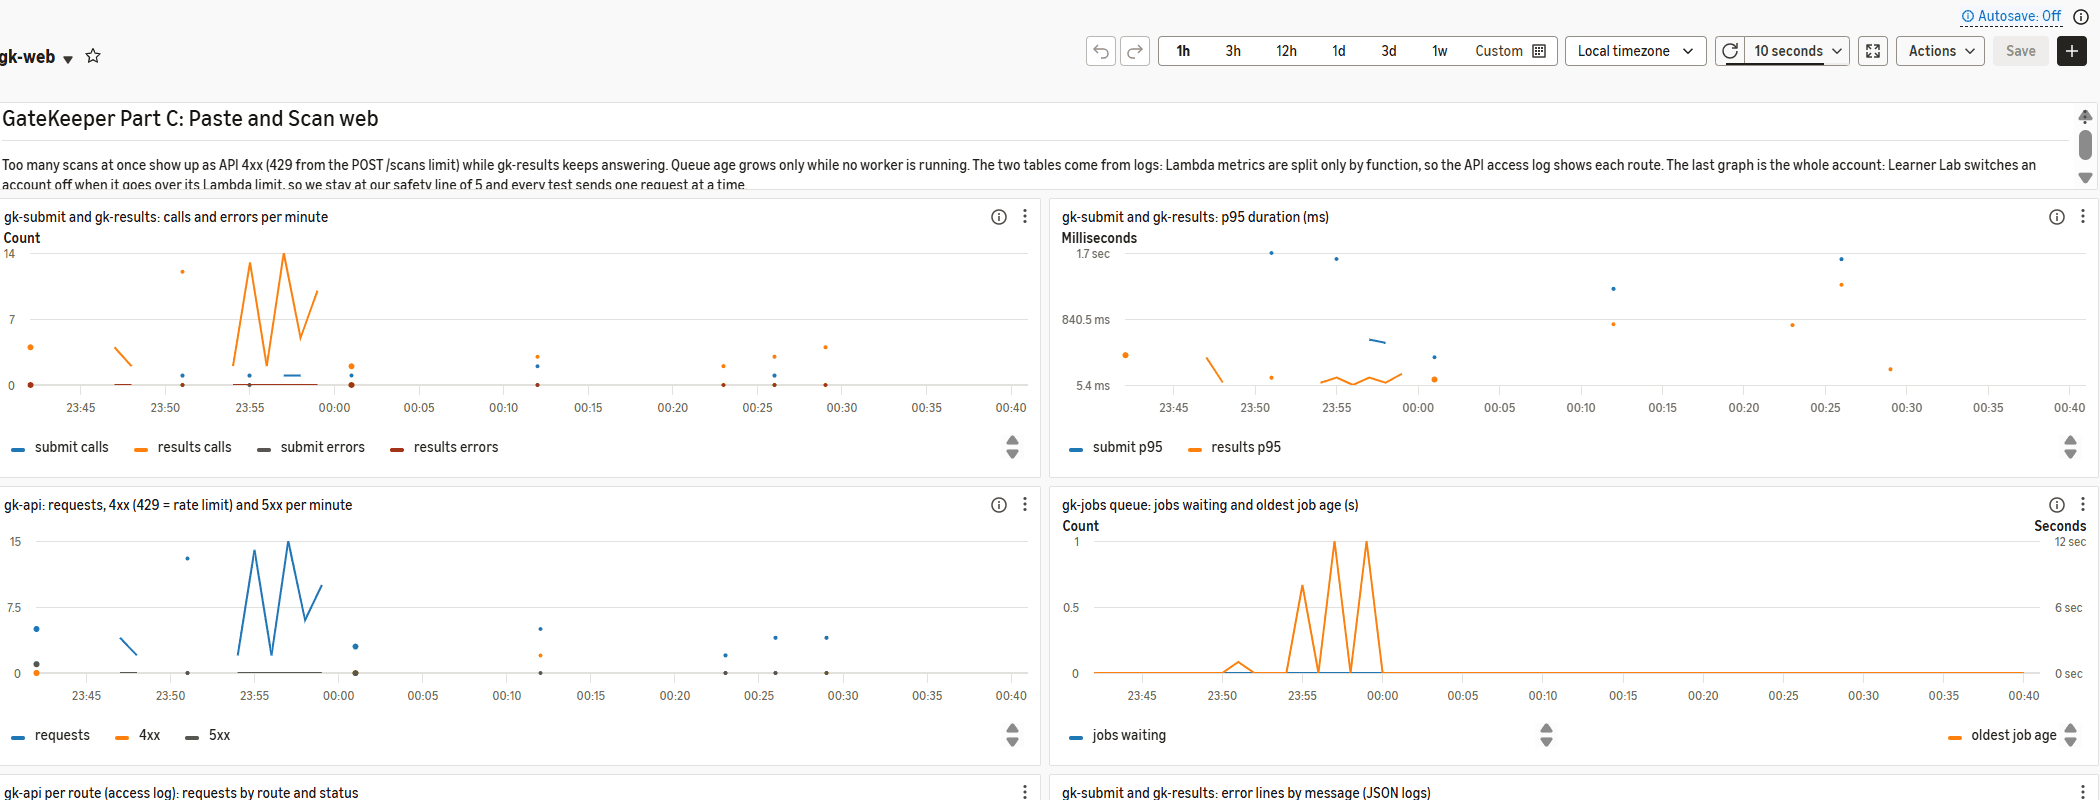 Autosave: Off
gk-web
1h 3h 12h 1d 3d 1w Custom Local timezone 10 seconds Actions Save
GateKeeper Part C: Paste and Scan web
Too many scans at once show up as API 4xx (429 from the POST /scans limit) while gk-results keeps answering. Queue age grows only while no worker is running. The two tables come from logs: Lambda metrics are split only by function, so the API access log shows each route. The last graph is the whole account: Learner Lab switches an
account off when it goes over its Lambda limit, so we stay at our safety line of 5 and every test sends one request at a time.
gk-submit and gk-results: calls and errors per minute
Count
14
7
0
23:45 23:50 23:55 00:00 00:05 00:10 00:15 00:20 00:25 00:30 00:35 00:40
submit calls results calls submit errors results errors
gk-submit and gk-results: p95 duration (ms)
Milliseconds
1.7 sec
840.5 ms
5.4 ms
23:45 23:50 23:55 00:00 00:05 00:10 00:15 00:20 00:25 00:30 00:35 00:40
submit p95 results p95
gk-api: requests, 4xx (429 = rate limit) and 5xx per minute
15
7.5
0
23:45 23:50 23:55 00:00 00:05 00:10 00:15 00:20 00:25 00:30 00:35 00:40
requests 4xx 5xx
gk-jobs queue: jobs waiting and oldest job age (s)
Count Seconds
1 12 sec
0.5 6 sec
0 0 sec
23:45 23:50 23:55 00:00 00:05 00:10 00:15 00:20 00:25 00:30 00:35 00:40
jobs waiting oldest job age
gk-api per route (access log): requests by route and status
gk-submit and gk-results: error lines by message (JSON logs)